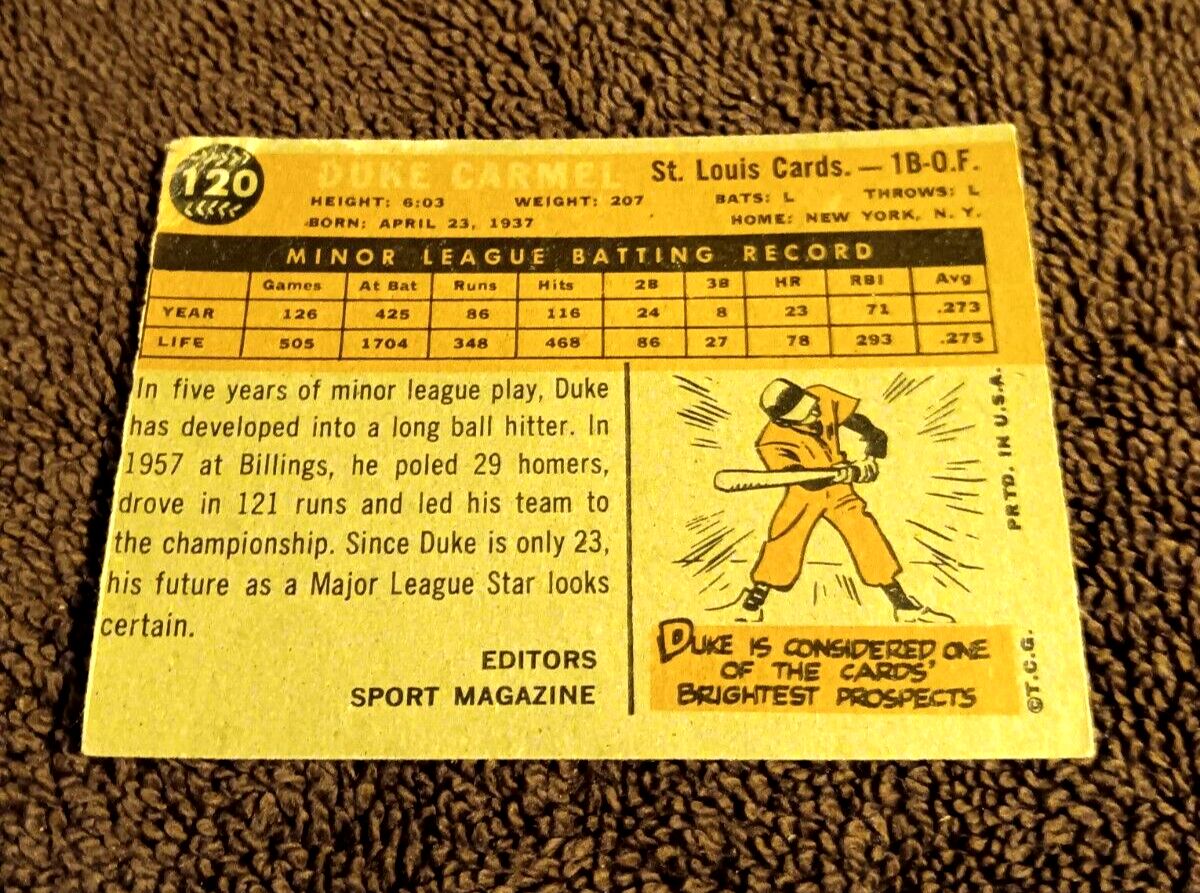 120
DUKE CARMEL St. Louis Cards. — 1B-O.F.
HEIGHT: 6:03 WEIGHT: 207 BATS: L THROWS: L
BORN: APRIL 23, 1937 HOME: NEW YORK, N. Y.
MINOR LEAGUE BATTING RECORD
Games At Bat Runs Hits 2B 3B HR RBI Avg
YEAR 126 425 86 116 24 8 23 71 .273
LIFE 505 1704 348 468 86 27 78 293 .275
In five years of minor league play, Duke
has developed into a long ball hitter. In
1957 at Billings, he poled 29 homers,
drove in 121 runs and led his team to
the championship. Since Duke is only 23,
his future as a Major League Star looks
certain.
EDITORS
SPORT MAGAZINE
DUKE IS CONSIDERED ONE
OF THE CARDS'
BRIGHTEST PROSPECTS
PRTD. IN U.S.A.
©T.C.G.